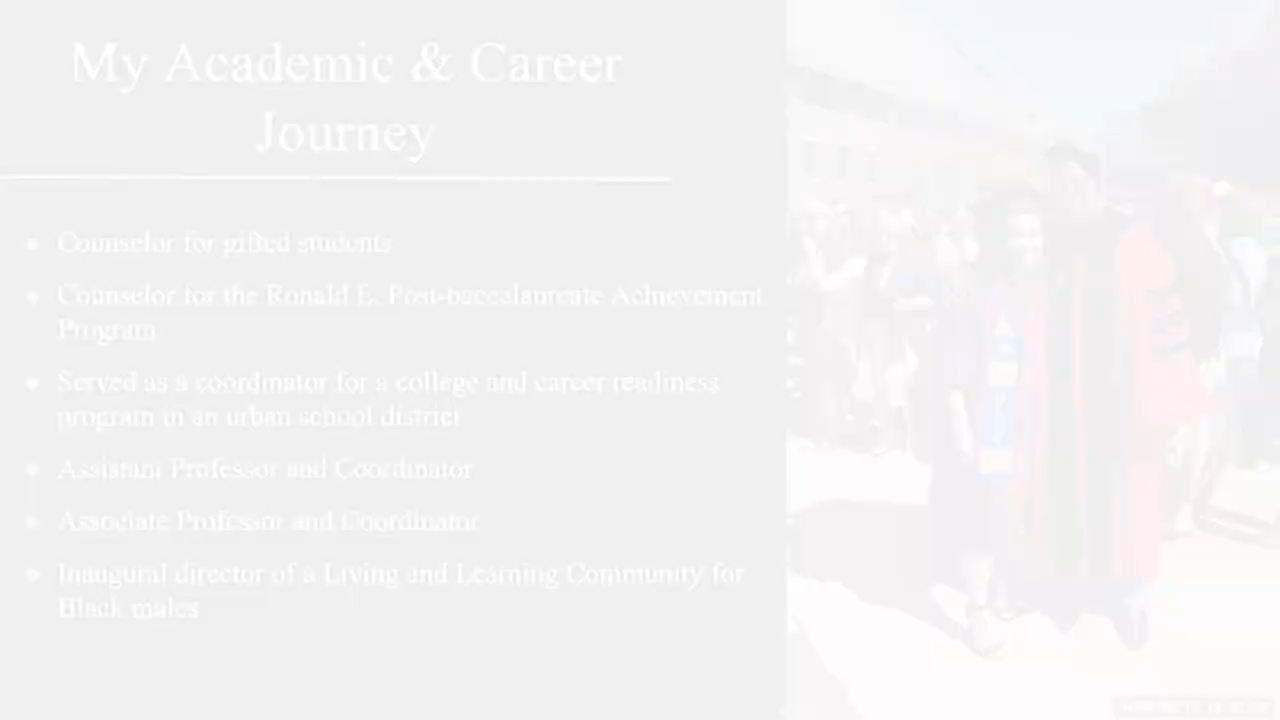 My Academic & Career
Journey
Counselor for gifted students
Counselor for the Ronald E. Post-baccalaureate Achievement
Program
Served as a coordinator for a college and career readiness
program in an urban school district
Assistant Professor and Coordinator
Associate Professor and Coordinator
Inaugural director of a Living and Learning Community for
Black males